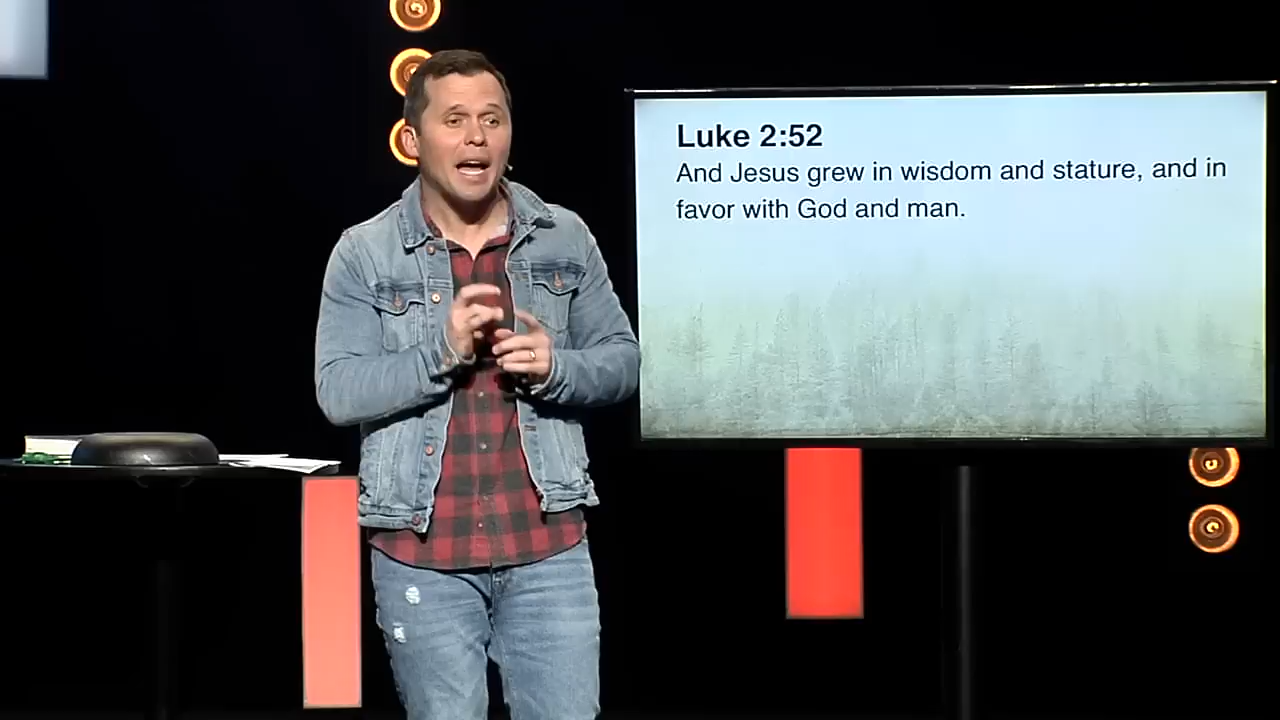 Luke 2:52
And Jesus grew in wisdom and stature, and in
favor with God and man.